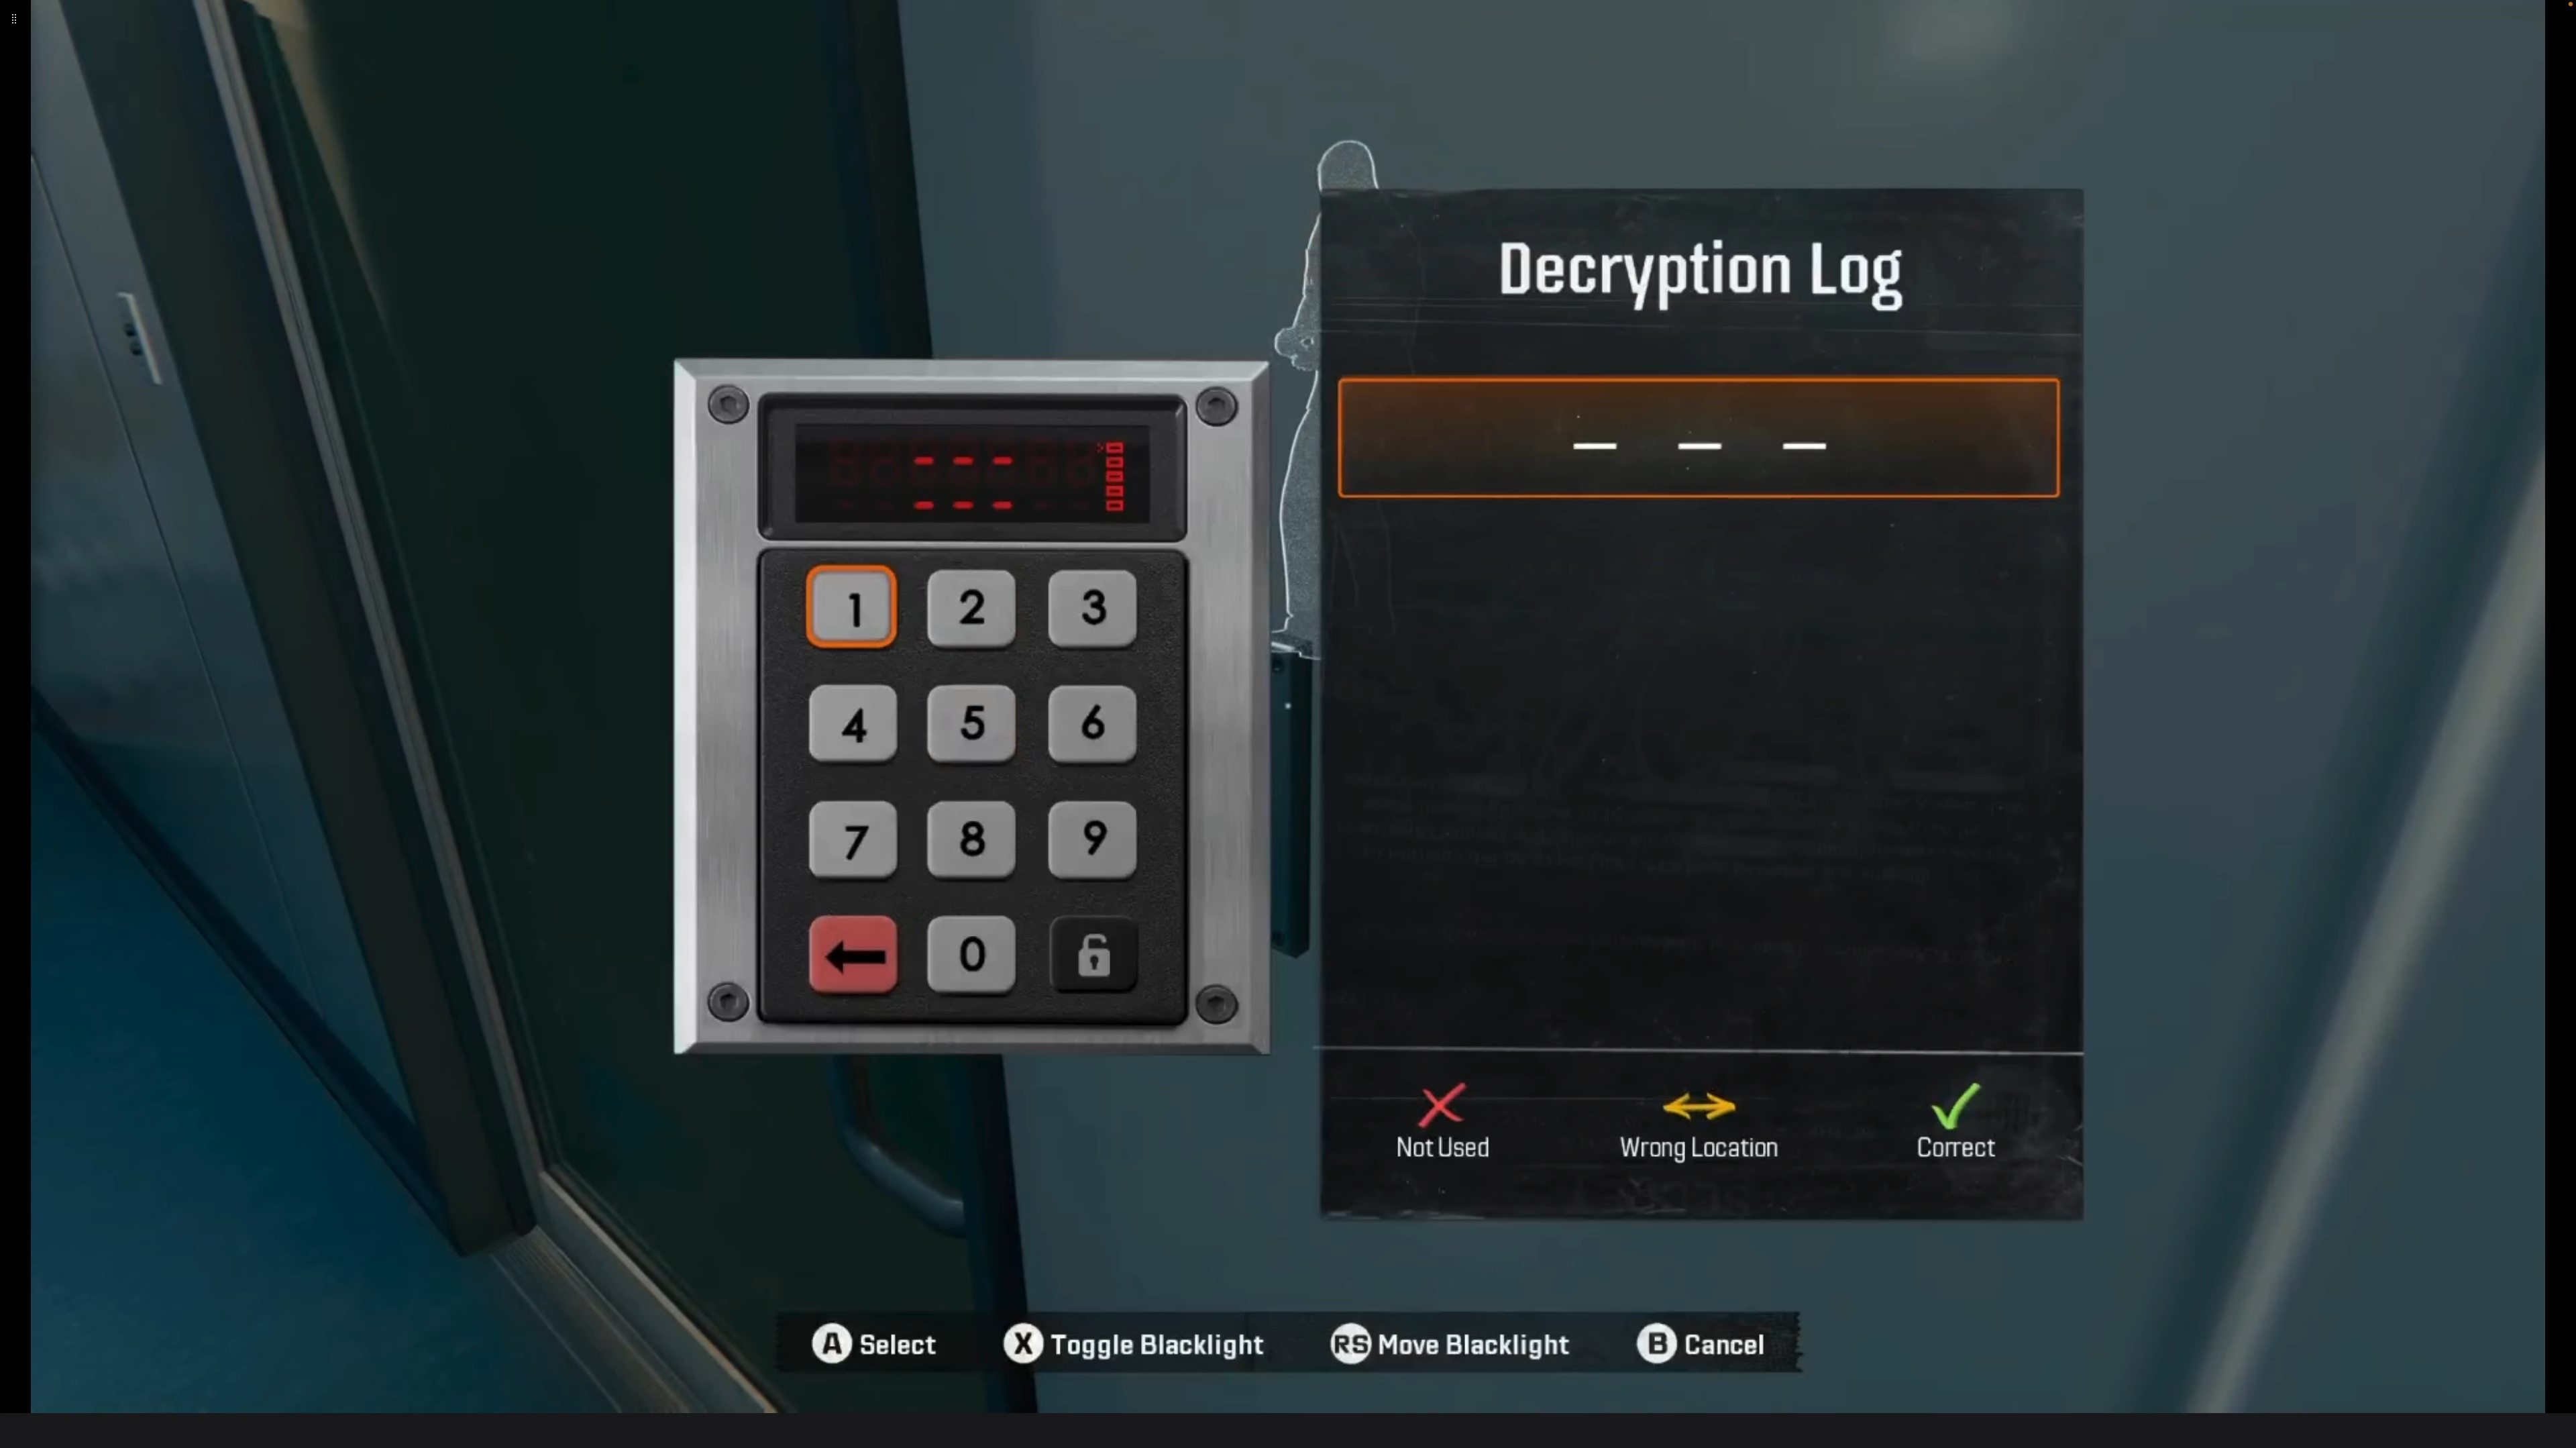 Decryption Log
_ _ _
- - -
- - -
1 2 3
4 5 6
7 8 9
0
Not Used Wrong Location Correct
A Select X Toggle Blacklight RS Move Blacklight B Cancel